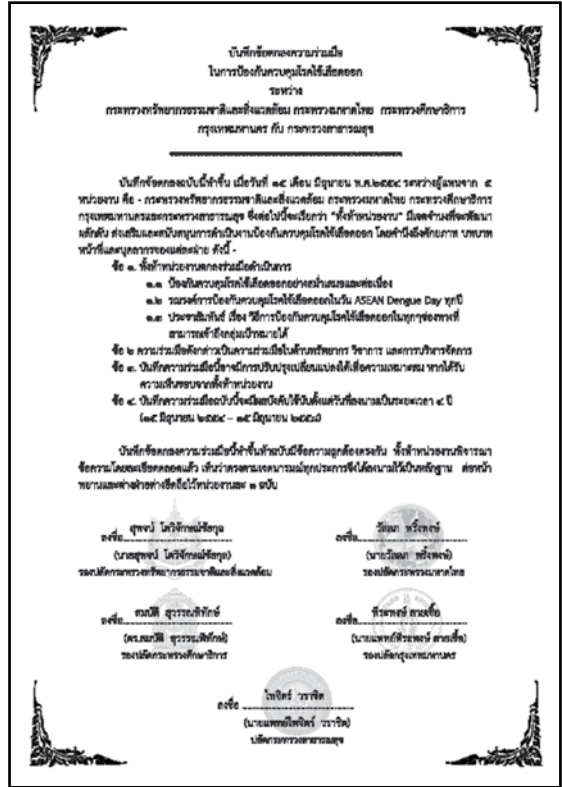 บันทึกข้อตกลงความร่วมมือ
ในการป้องกันควบคุมโรคไข้เลือดออก
ระหว่าง
กระทรวงทรัพยากรธรรมชาติและสิ่งแวดล้อม กระทรวงมหาดไทย กระทรวงศึกษาธิการ
กรุงเทพมหานคร กับ กระทรวงสาธารณสุข
บันทึกข้อตกลงฉบับนี้ทำขึ้น เมื่อวันที่ ๑๕ เดือน มิถุนายน พ.ศ.๒๕๕๔ ระหว่างผู้แทนจาก ๕
หน่วยงาน คือ - กระทรวงทรัพยากรธรรมชาติและสิ่งแวดล้อม กระทรวงมหาดไทย กระทรวงศึกษาธิการ
กรุงเทพมหานครและกระทรวงสาธารณสุข ซึ่งต่อไปนี้จะเรียกว่า "ทั้งห้าหน่วยงาน" มีเจตจำนงที่จะพัฒนา
ผลักดัน ส่งเสริมและสนับสนุนการดำเนินงานป้องกันควบคุมโรคไข้เลือดออก โดยคำนึงถึงศักยภาพ บทบาท
หน้าที่และบุคลากรของแต่ละฝ่าย ดังนี้ -
ข้อ ๑. ทั้งห้าหน่วยงานตกลงร่วมมือดำเนินการ
๑.๑ ป้องกันควบคุมโรคไข้เลือดออกอย่างสม่ำเสมอและต่อเนื่อง
๑.๒ รณรงค์การป้องกันควบคุมโรคไข้เลือดออกในวัน ASEAN Dengue Day ทุกปี
๑.๓ ประชาสัมพันธ์ เรื่อง วิธีการป้องกันควบคุมโรคไข้เลือดออกในทุกๆช่องทางที่
สามารถเข้าถึงกลุ่มเป้าหมายได้
ข้อ ๒ ความร่วมมือดังกล่าวเป็นความร่วมมือในด้านทรัพยากร วิชาการ และการบริหารจัดการ
ข้อ ๓. บันทึกความร่วมมือนี้อาจมีการปรับปรุงเปลี่ยนแปลงได้เพื่อความเหมาะสม หากได้รับ
ความเห็นชอบจากทั้งห้าหน่วยงาน
ข้อ ๔. บันทึกความร่วมมือฉบับนี้จะมีผลบังคับใช้นับตั้งแต่วันที่ลงนามเป็นระยะเวลา ๔ ปี
(๑๕ มิถุนายน ๒๕๕๔ – ๑๕ มิถุนายน ๒๕๕๘)
บันทึกข้อตกลงความร่วมมือนี้ทำขึ้นห้าฉบับมีข้อความถูกต้องตรงกัน ทั้งห้าหน่วยงานพิจารณา
ข้อความโดยละเอียดตลอดแล้ว เห็นว่าตรงตามเจตนารมณ์ทุกประการจึงได้ลงนามไว้เป็นหลักฐาน ต่อหน้า
พยานและต่างฝ่ายต่างยึดถือไว้หน่วยงานละ ๑ ฉบับ
ลงชื่อ สุพจน์ โตวิจักษณ์ชัยกุล
(นายสุพจน์ โตวิจักษณ์ชัยกุล)
รองปลัดกระทรวงทรัพยากรธรรมชาติและสิ่งแวดล้อม
ลงชื่อ
รองปลัดกระทรวงมหาดไทย
ลงชื่อ สมบัติ สุวรรณพิทักษ์
(ดร.สมบัติ สุวรรณพิทักษ์)
รองปลัดกระทรวงศึกษาธิการ
ลงชื่อ พีระพงษ์ สายเชื้อ
(นายแพทย์พีระพงษ์ สายเชื้อ)
รองปลัดกรุงเทพมหานคร
ลงชื่อ ไพจิตร์ วราชิต
(นายแพทย์ไพจิตร์ วราชิต)
ปลัดกระทรวงสาธารณสุข